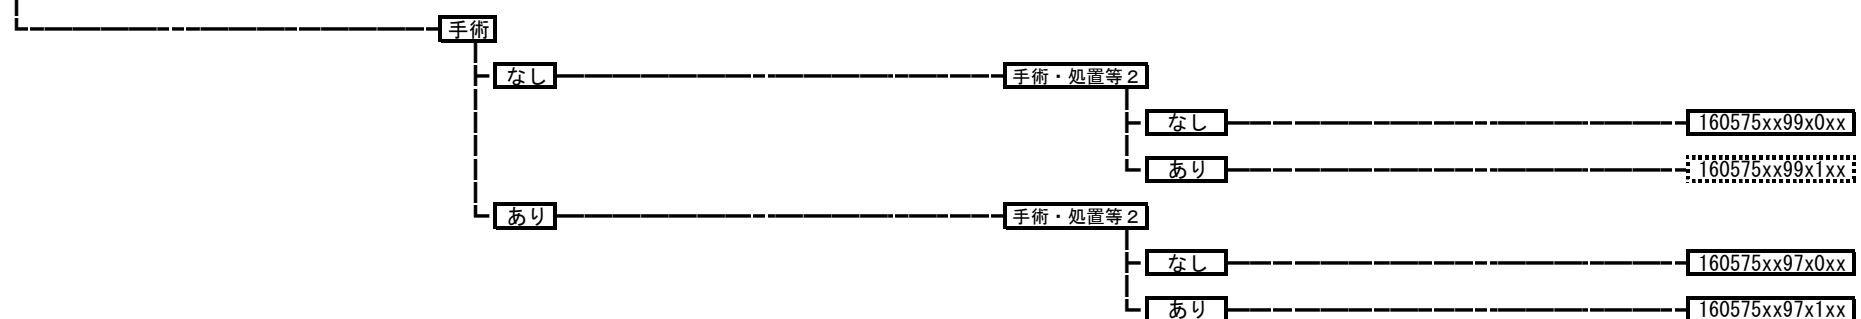 手術
なし 手術・処置等2
なし 160575xx99x0xx
あり 160575xx99x1xx
あり 手術・処置等2
なし 160575xx97x0xx
あり 160575xx97x1xx